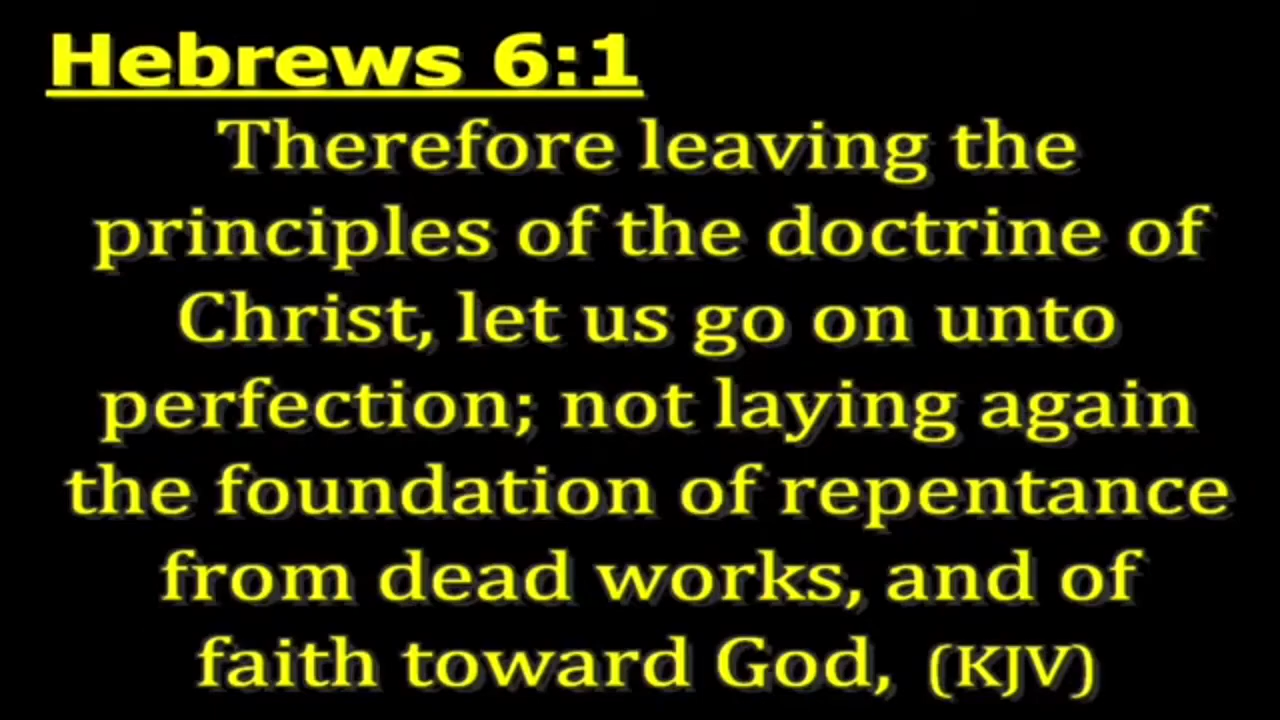 Hebrews 6:1
Therefore leaving the
principles of the doctrine of
Christ, let us go on unto
perfection; not laying again
the foundation of repentance
from dead works, and of
faith toward God, (KJV)